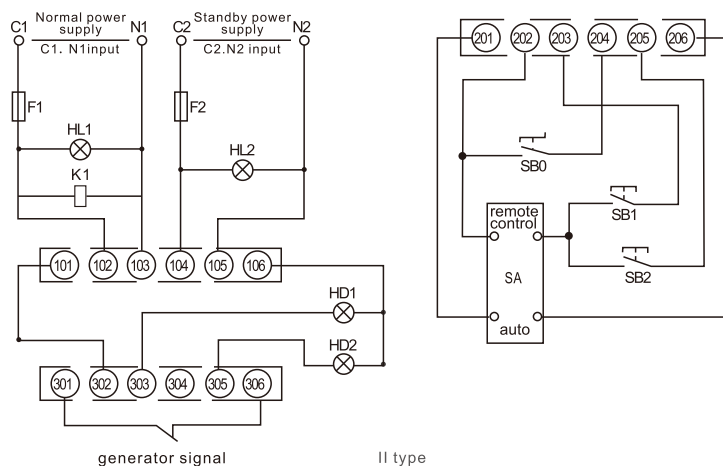 Normal power
supply
C1
N1
C1. N1input
Standby power
supply
C2
N2
C2.N2 input
F1
F2
HL1
HL2
K1
101 102 103 104 105 106
HD1
HD2
301 302 303 304 305 306
generator signal
201 202 203 204 205 206
SB0
SB1
SB2
remote
control
SA
auto
II type